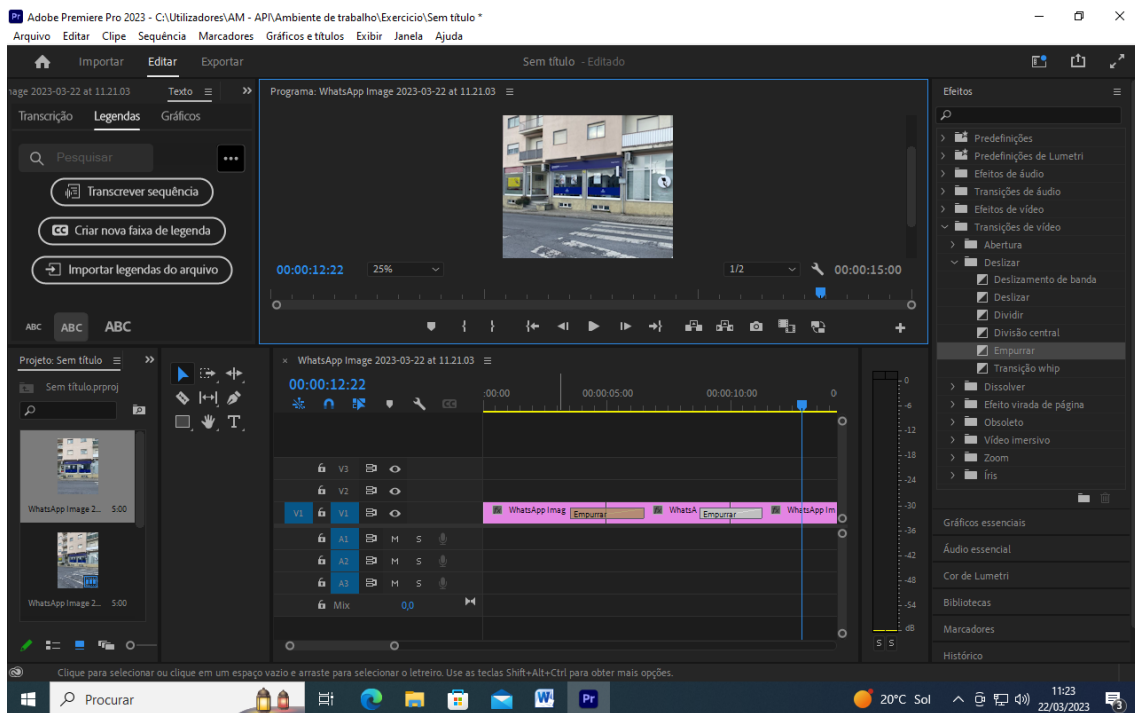 Adobe Premiere Pro 2023 - C:\Utilizadores\AM - API\Ambiente de trabalho\Exercicio\Sem título *
Arquivo Editar Clipe Sequência Marcadores Gráficos e títulos Exibir Janela Ajuda
Importar Editar Exportar
Sem título - Editado
nage 2023-03-22 at 11.21.03 Texto
Transcrição Legendas Gráficos
Pesquisar
Transcrever sequência
CC Criar nova faixa de legenda
Importar legendas do arquivo
ABC ABC ABC
Programa: WhatsApp Image 2023-03-22 at 11.21.03
00:00:12:22 25% 1/2 00:00:15:00
Efeitos
Predefinições
Predefinições de Lumetri
Efeitos de áudio
Transições de áudio
Efeitos de vídeo
Transições de vídeo
Abertura
Deslizar
Deslizamento de banda
Deslizar
Dividir
Divisão central
Empurrar
Transição whip
Dissolver
Efeito virada de página
Obsoleto
Vídeo imersivo
Zoom
Íris
Gráficos essenciais
Áudio essencial
Cor de Lumetri
Bibliotecas
Marcadores
Histórico
Projeto: Sem título
Sem título.prproj
WhatsApp Image 2... 5:00
WhatsApp Image 2... 5:00
× WhatsApp Image 2023-03-22 at 11.21.03
00:00:12:22
CC
:00:00 00:00:05:00 00:00:10:00 0
V3
V2
V1 V1 WhatsApp Imag Empurrar WhatsA Empurrar WhatsApp Im
A1 M S
A2 M S
A3 M S
Mix 0,0
0
-6
-12
-18
-24
-30
-36
-42
-48
-54
dB
S S
Clique para selecionar ou clique em um espaço vazio e arraste para selecionar o letreiro. Use as teclas Shift+Alt+Ctrl para obter mais opções.
Procurar
20°C Sol
11:23
22/03/2023
3